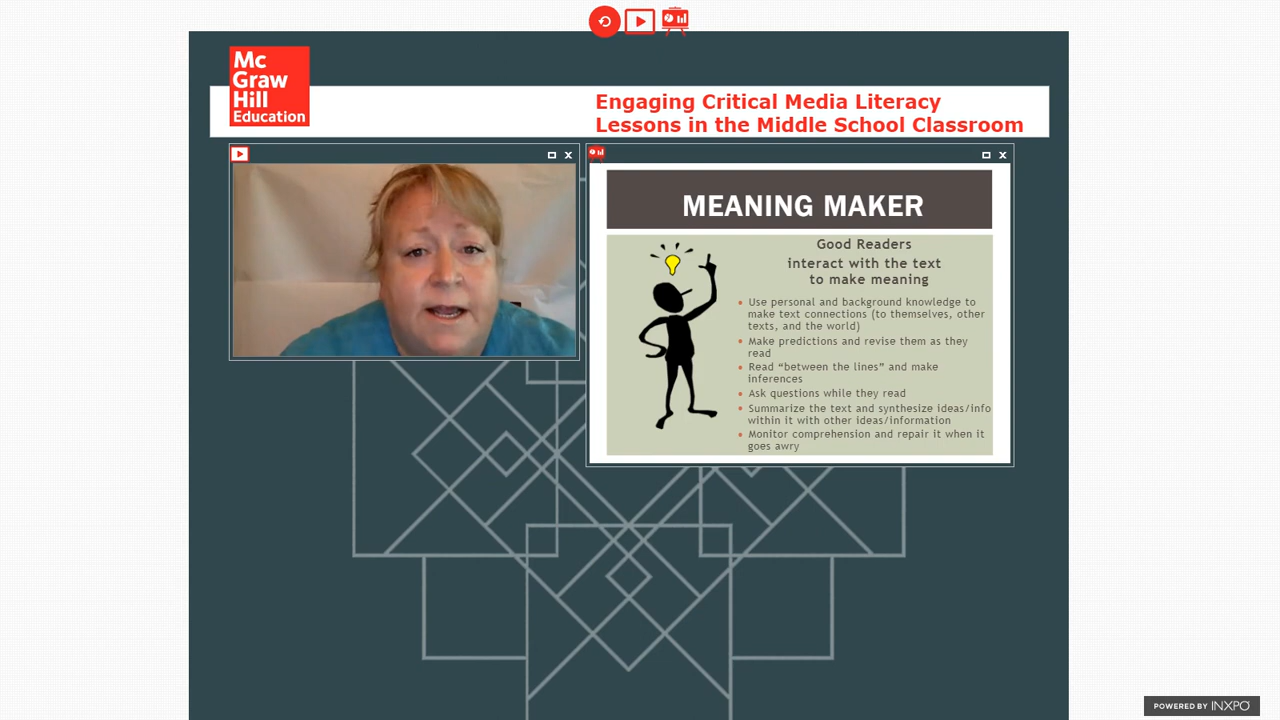 Mc
Graw
Hill
Education
Engaging Critical Media Literacy
Lessons in the Middle School Classroom
MEANING MAKER
Good Readers
interact with the text
to make meaning
• Use personal and background knowledge to
make text connections (to themselves, other
texts, and the world)
• Make predictions and revise them as they
read
• Read “between the lines” and make
inferences
• Ask questions while they read
• Summarize the text and synthesize ideas/info
within it with other ideas/information
• Monitor comprehension and repair it when it
goes awry
POWERED BY INXPO